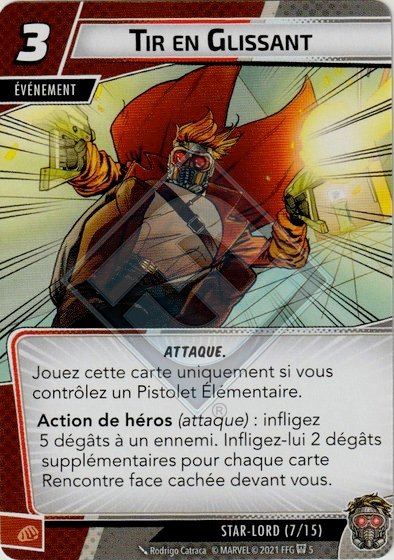 3
TIR EN GLISSANT
ÉVÉNEMENT
ATTAQUE.
Jouez cette carte uniquement si vous
contrôlez un Pistolet Élémentaire.
Action de héros (attaque) : infligez
5 dégâts à un ennemi. Infligez-lui 2 dégâts
supplémentaires pour chaque carte
Rencontre face cachée devant vous.
STAR-LORD (7/15)
Rodrigo Catraca © MARVEL © 2021 FFG 5